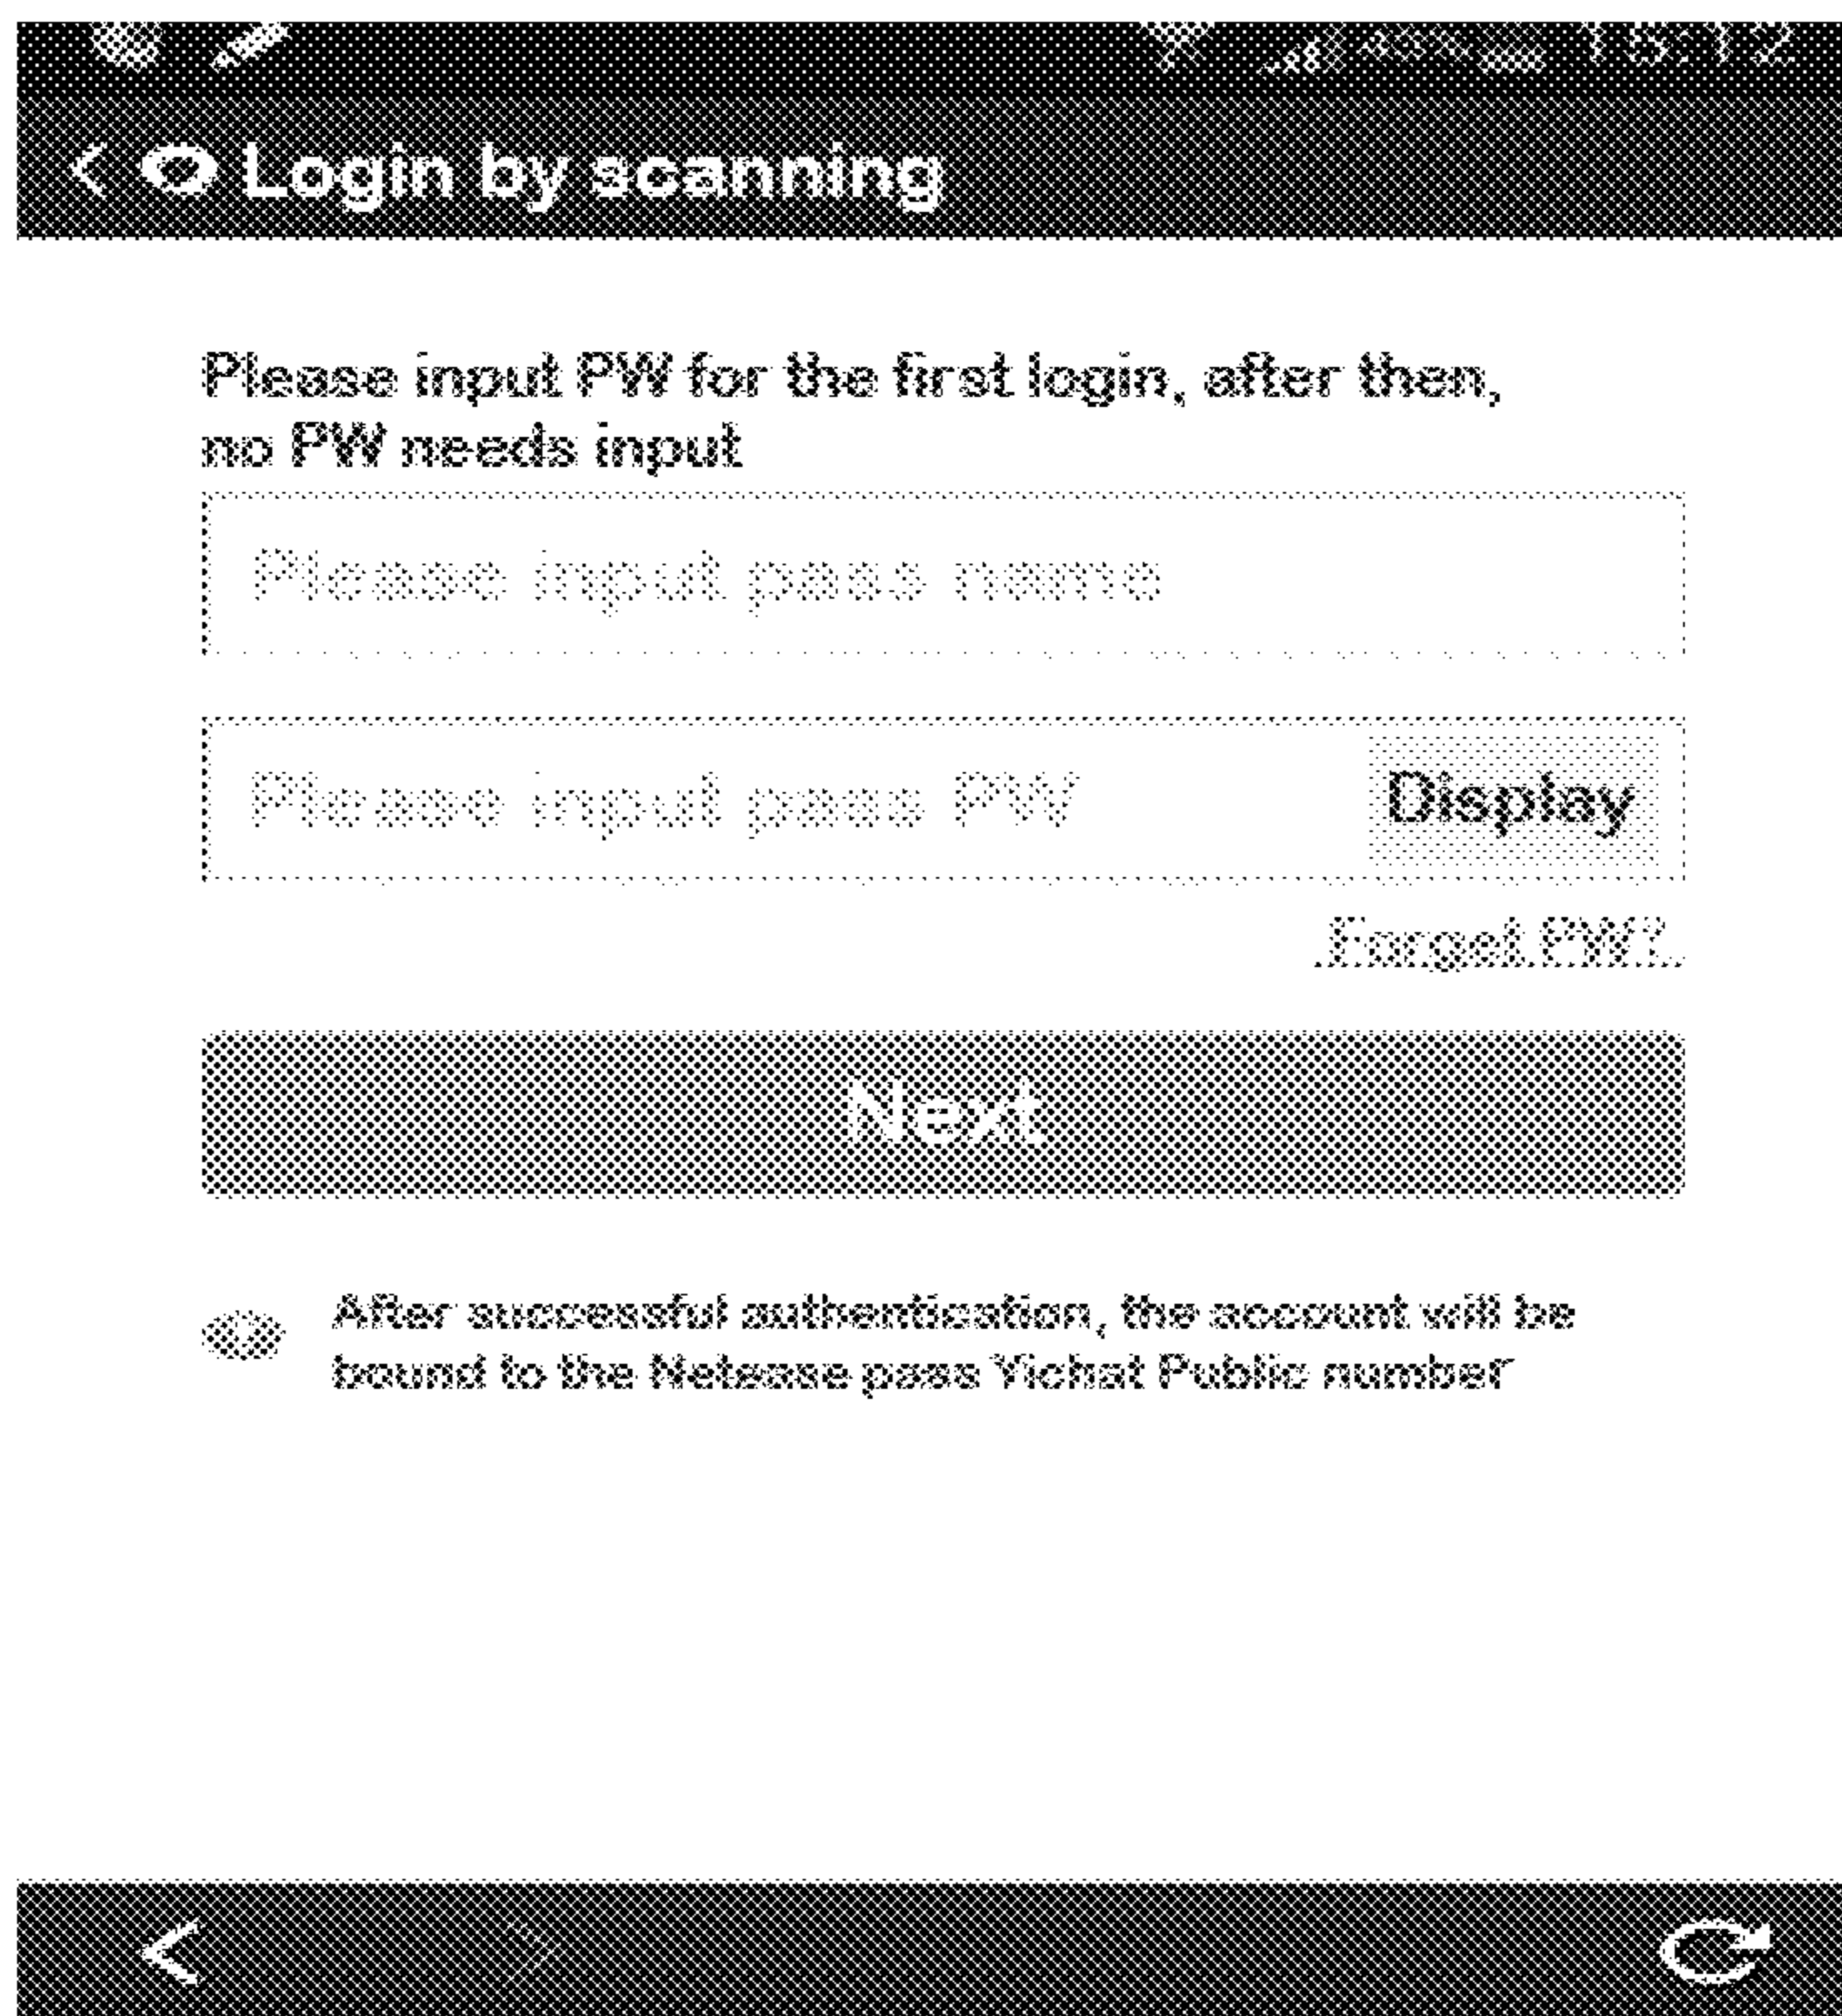 Login by scanning
Please input PW for the first login, after then,
no PW needs input
Please input pass name
Please input pass PW
Display
Forget PW?
Next
After successful authentication, the account will be
bound to the Netease pass Yichat Public number